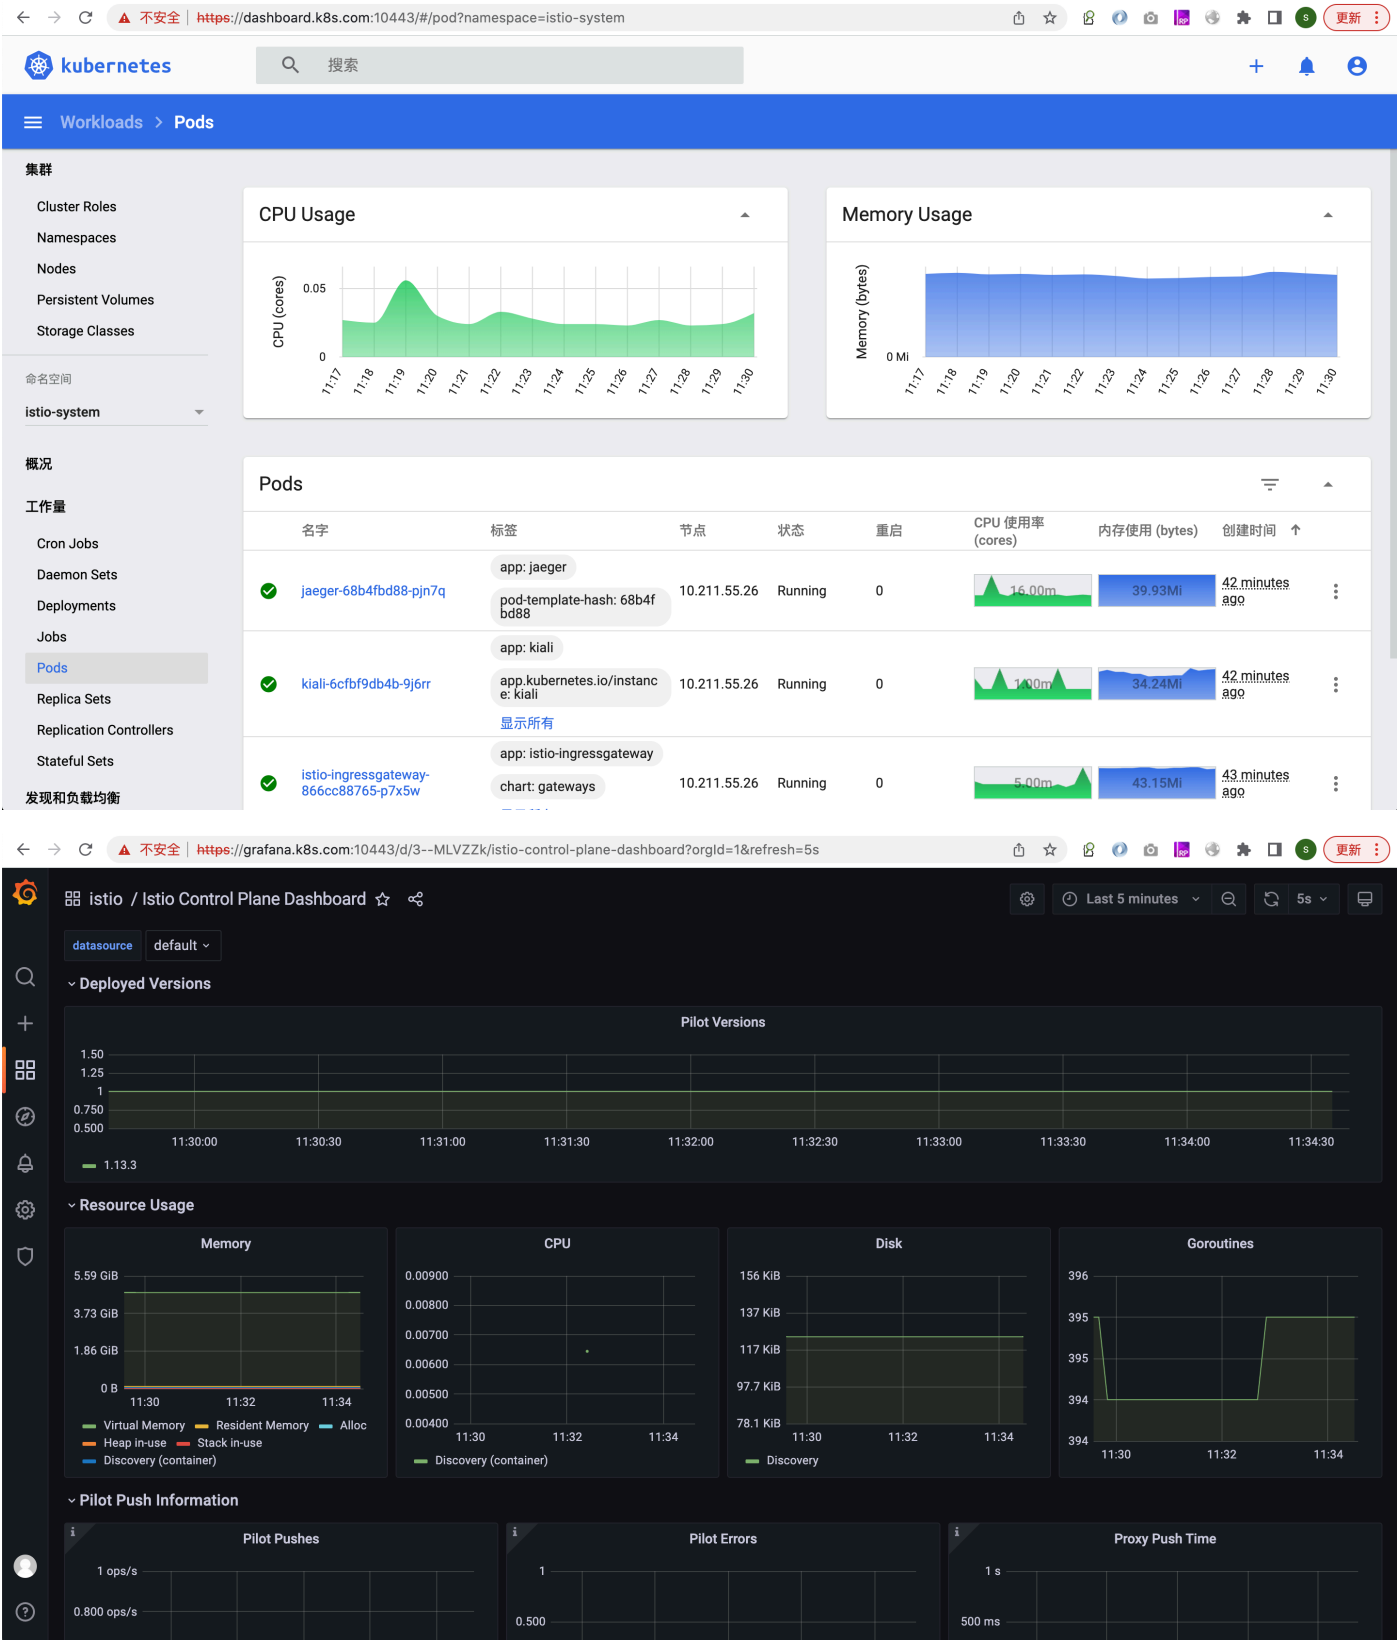 不安全 | https://dashboard.k8s.com:10443/#/pod?namespace=istio-system
S
更新
kubernetes
搜索
Workloads > Pods
集群
Cluster Roles
Namespaces
Nodes
Persistent Volumes
Storage Classes
命名空间
istio-system
概况
工作量
Cron Jobs
Daemon Sets
Deployments
Jobs
Pods
Replica Sets
Replication Controllers
Stateful Sets
发现和负载均衡
CPU Usage
CPU (cores)
0.05
0
11:17 11:18 11:19 11:20 11:21 11:22 11:23 11:24 11:25 11:26 11:27 11:28 11:29 11:30
Memory Usage
Memory (bytes)
0 Mi
11:17 11:18 11:19 11:20 11:21 11:22 11:23 11:24 11:25 11:26 11:27 11:28 11:29 11:30
Pods
名字 标签 节点 状态 重启 CPU 使用率 (cores) 内存使用 (bytes) 创建时间
jaeger-68b4fbd88-pjn7q
app: jaeger
pod-template-hash: 68b4f
bd88
10.211.55.26 Running 0 16.00m 39.93Mi 42 minutes
ago
kiali-6cfbf9db4b-9j6rr
app: kiali
app.kubernetes.io/instanc
e: kiali
显示所有
10.211.55.26 Running 0 1.00m 34.24Mi 42 minutes
ago
istio-ingressgateway-
866cc88765-p7x5w
app: istio-ingressgateway
chart: gateways
10.211.55.26 Running 0 5.00m 43.15Mi 43 minutes
ago
不安全 | https://grafana.k8s.com:10443/d/3--MLVZZk/istio-control-plane-dashboard?orgId=1&refresh=5s
S
更新
istio / Istio Control Plane Dashboard
Last 5 minutes
5s
datasource default
Deployed Versions
Pilot Versions
1.50
1.25
1
0.750
0.500
11:30:00 11:30:30 11:31:00 11:31:30 11:32:00 11:32:30 11:33:00 11:33:30 11:34:00 11:34:30
1.13.3
Resource Usage
Memory
5.59 GiB
3.73 GiB
1.86 GiB
0 B
11:30 11:32 11:34
Virtual Memory Resident Memory Alloc
Heap in-use Stack in-use
Discovery (container)
CPU
0.00900
0.00800
0.00700
0.00600
0.00500
0.00400
11:30 11:32 11:34
Discovery (container)
Disk
156 KiB
137 KiB
117 KiB
97.7 KiB
78.1 KiB
11:30 11:32 11:34
Discovery
Goroutines
396
395
395
394
394
11:30 11:32 11:34
Pilot Push Information
Pilot Pushes
1 ops/s
0.800 ops/s
Pilot Errors
1
0.500
Proxy Push Time
1 s
500 ms